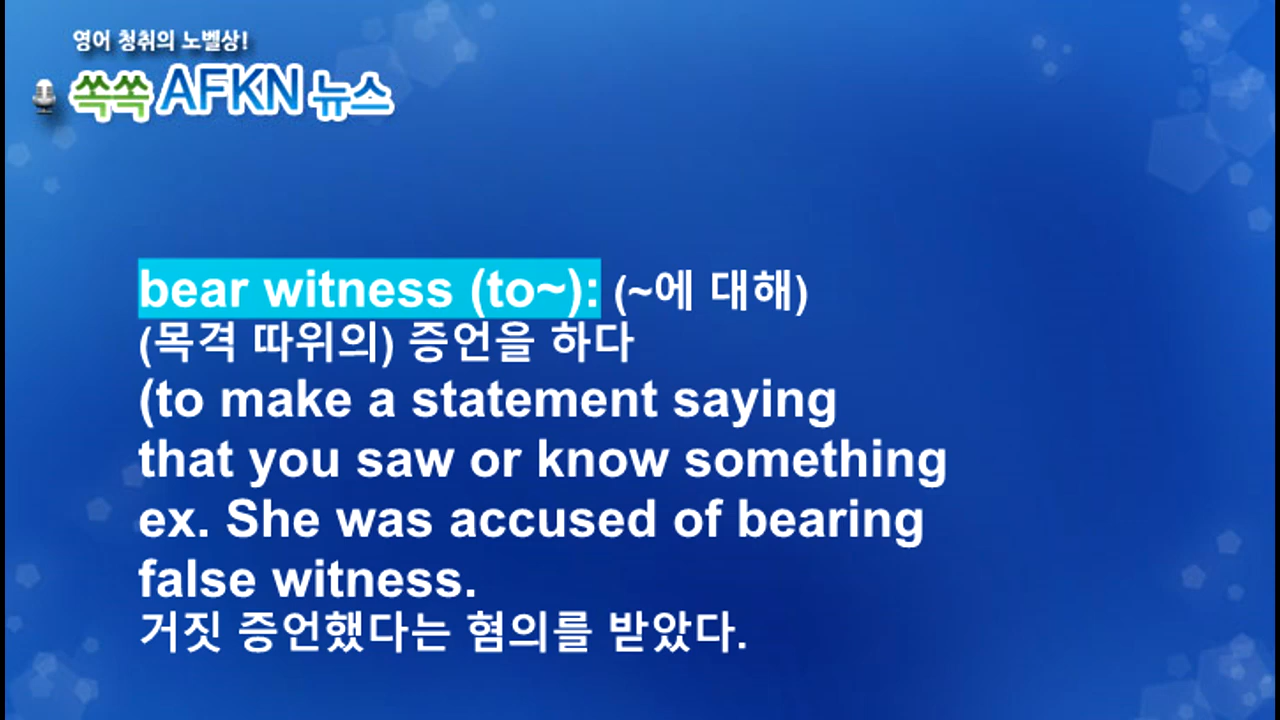 영어 청취의 노벨상!
쏙쏙 AFKN 뉴스
bear witness (to~): (~에 대해)
(목격 따위의) 증언을 하다
(to make a statement saying
that you saw or know something
ex. She was accused of bearing
false witness.
거짓 증언했다는 혐의를 받았다.